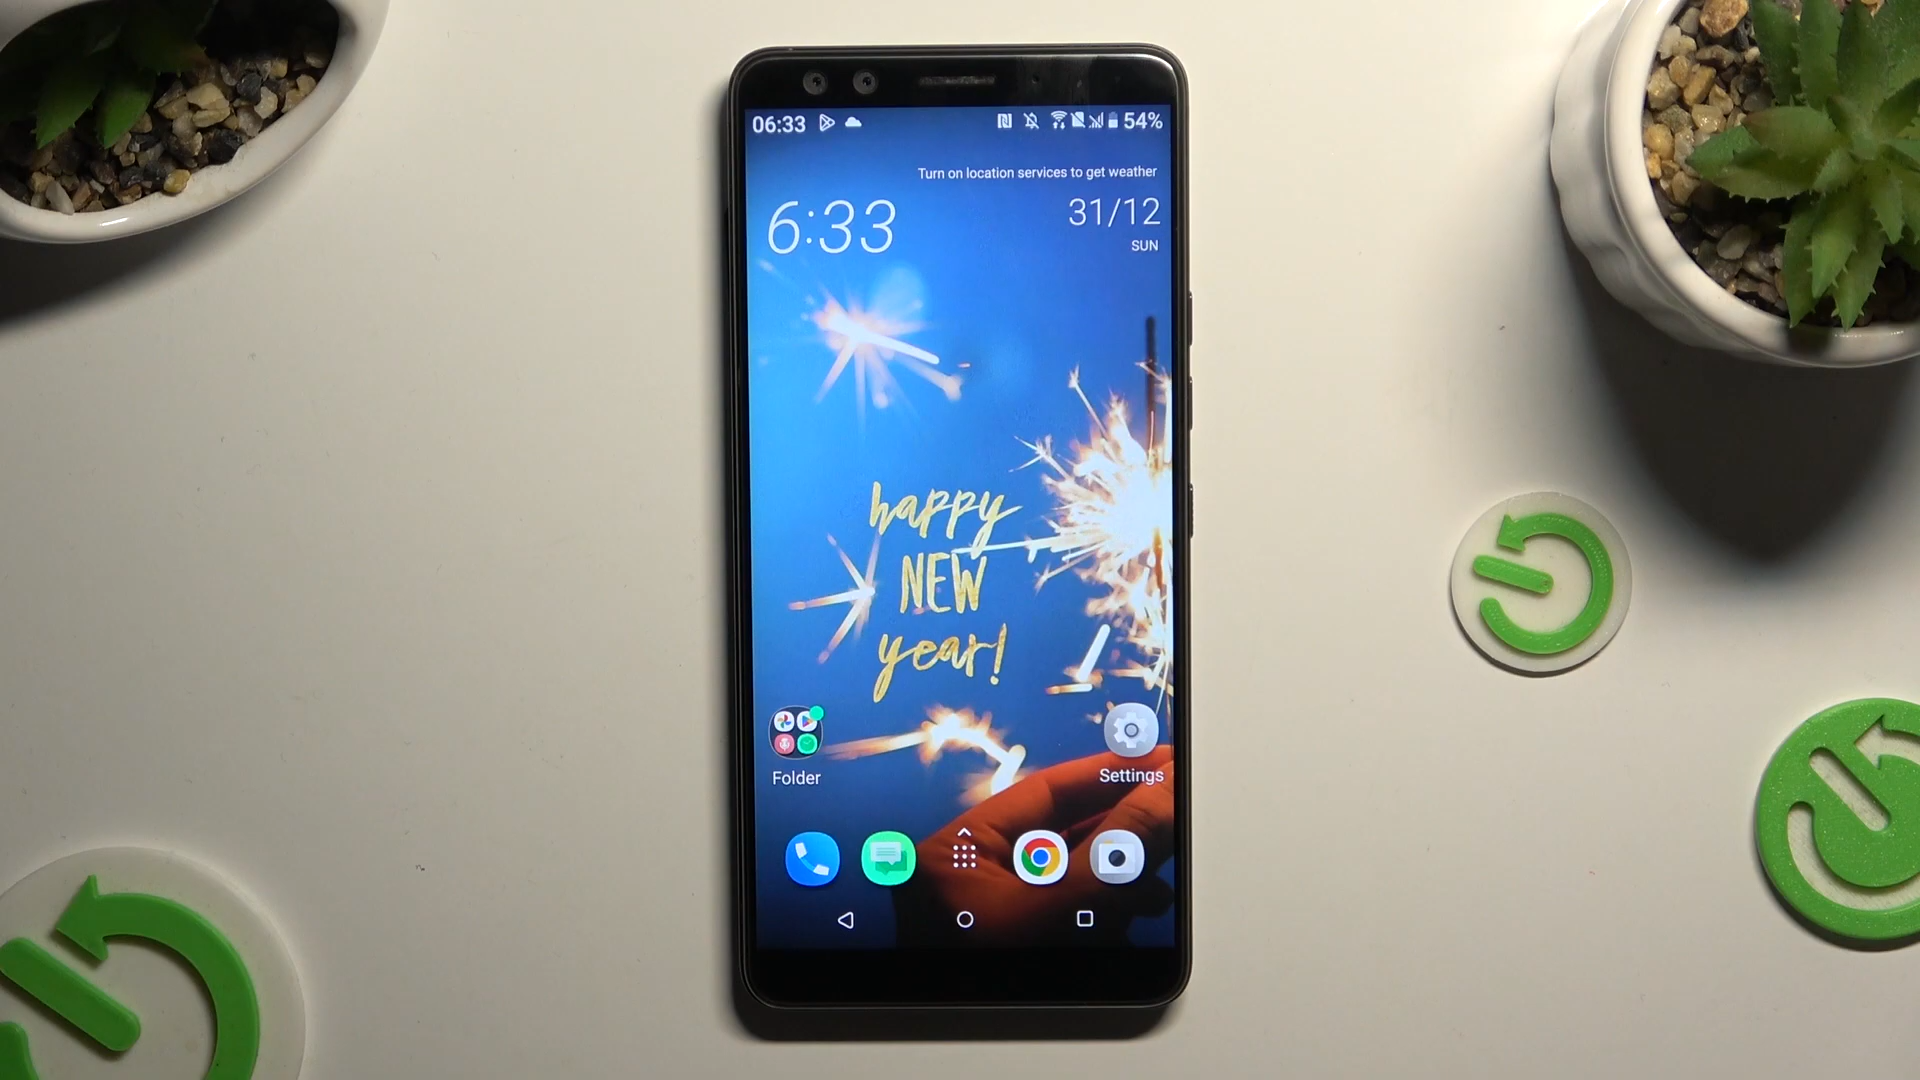 06:33 54%
Turn on location services to get weather
6:33 31/12
SUN
happy
NEW
year!
Folder Settings